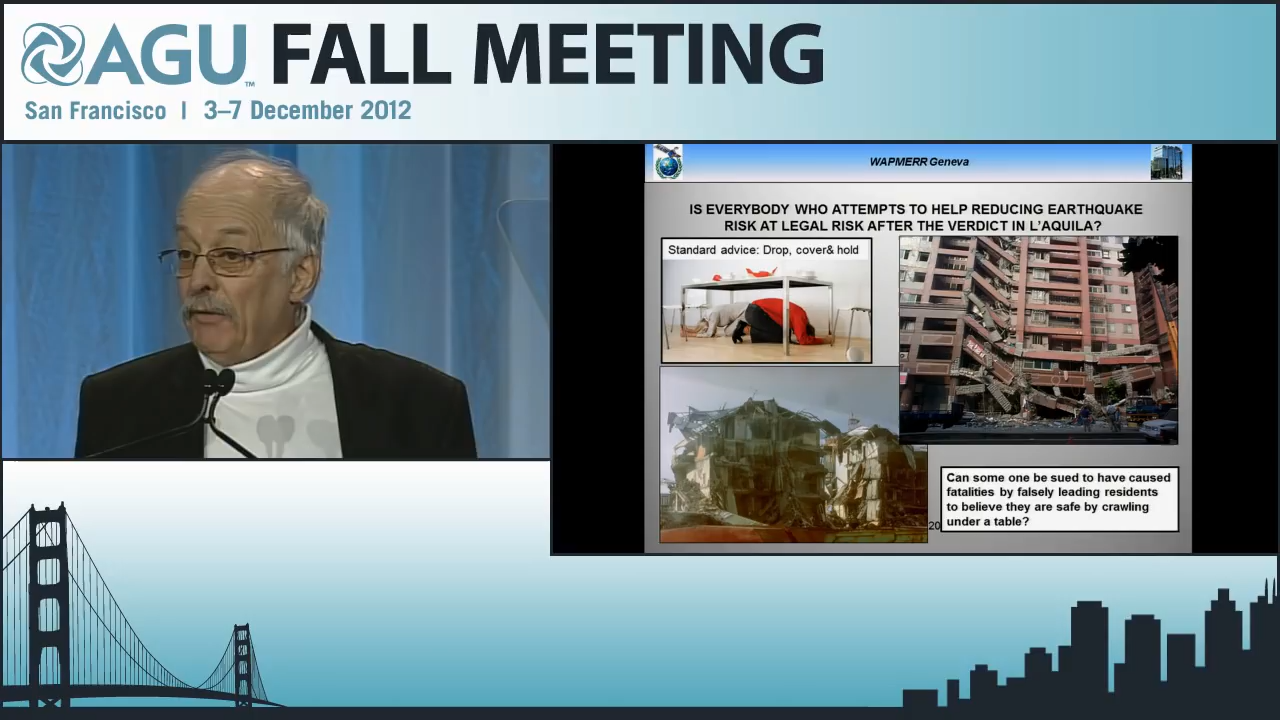 AGU™ FALL MEETING
San Francisco | 3–7 December 2012
WAPMERR Geneva
IS EVERYBODY WHO ATTEMPTS TO HELP REDUCING EARTHQUAKE
RISK AT LEGAL RISK AFTER THE VERDICT IN L'AQUILA?
Standard advice: Drop, cover& hold
20
Can some one be sued to have caused
fatalities by falsely leading residents
to believe they are safe by crawling
under a table?